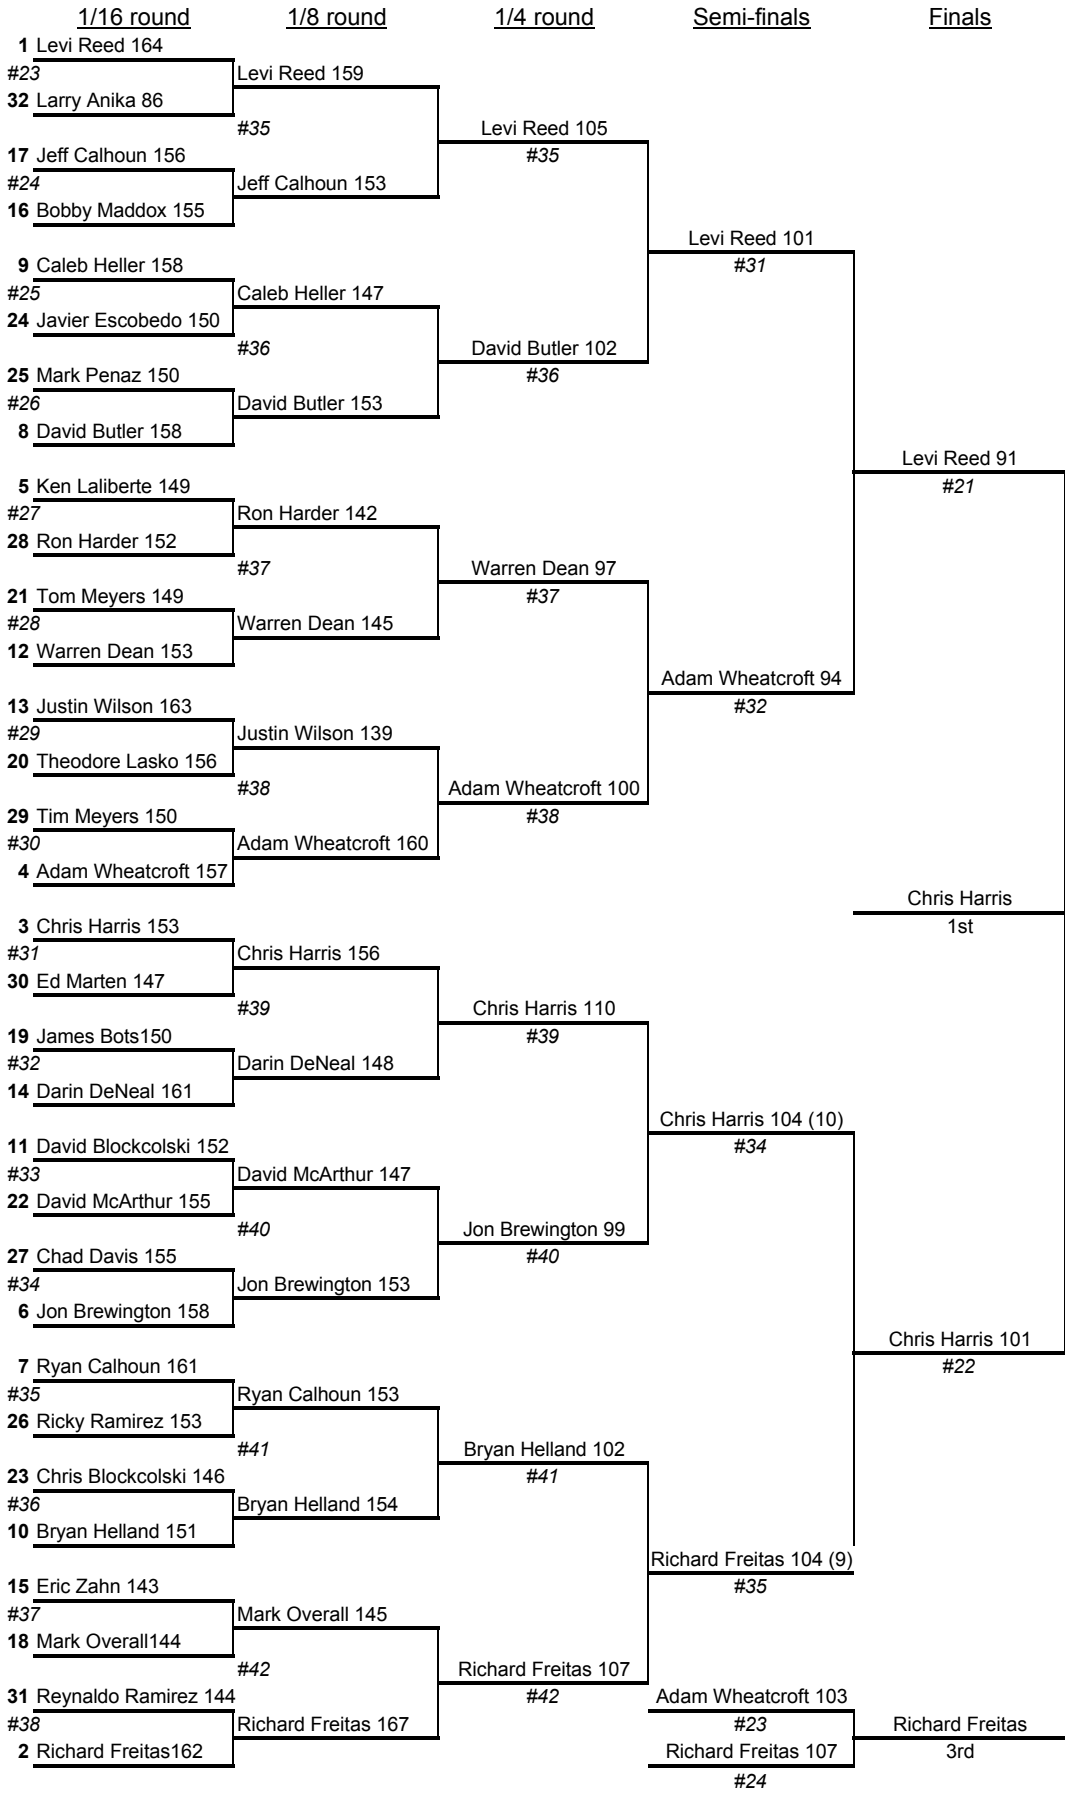 1/16 round 1/8 round 1/4 round Semi-finals Finals
1 Levi Reed 164
#23 Levi Reed 159
32 Larry Anika 86
#35 Levi Reed 105
17 Jeff Calhoun 156 #35
#24 Jeff Calhoun 153
16 Bobby Maddox 155
Levi Reed 101
9 Caleb Heller 158 #31
#25 Caleb Heller 147
24 Javier Escobedo 150
#36 David Butler 102
25 Mark Penaz 150 #36
#26 David Butler 153
8 David Butler 158
Levi Reed 91
5 Ken Laliberte 149 #21
#27 Ron Harder 142
28 Ron Harder 152
#37 Warren Dean 97
21 Tom Meyers 149 #37
#28 Warren Dean 145
12 Warren Dean 153
Adam Wheatcroft 94
13 Justin Wilson 163 #32
#29 Justin Wilson 139
20 Theodore Lasko 156
#38 Adam Wheatcroft 100
29 Tim Meyers 150 #38
#30 Adam Wheatcroft 160
4 Adam Wheatcroft 157
Chris Harris
3 Chris Harris 153 1st
#31 Chris Harris 156
30 Ed Marten 147
#39 Chris Harris 110
19 James Bots150 #39
#32 Darin DeNeal 148
14 Darin DeNeal 161
Chris Harris 104 (10)
11 David Blockcolski 152 #34
#33 David McArthur 147
22 David McArthur 155
#40 Jon Brewington 99
27 Chad Davis 155 #40
#34 Jon Brewington 153
6 Jon Brewington 158
Chris Harris 101
7 Ryan Calhoun 161 #22
#35 Ryan Calhoun 153
26 Ricky Ramirez 153
#41 Bryan Helland 102
23 Chris Blockcolski 146 #41
#36 Bryan Helland 154
10 Bryan Helland 151
Richard Freitas 104 (9)
15 Eric Zahn 143 #35
#37 Mark Overall 145
18 Mark Overall144
#42 Richard Freitas 107
31 Reynaldo Ramirez 144 #42 Adam Wheatcroft 103
#38 Richard Freitas 167 #23 Richard Freitas
2 Richard Freitas162 Richard Freitas 107 3rd
#24